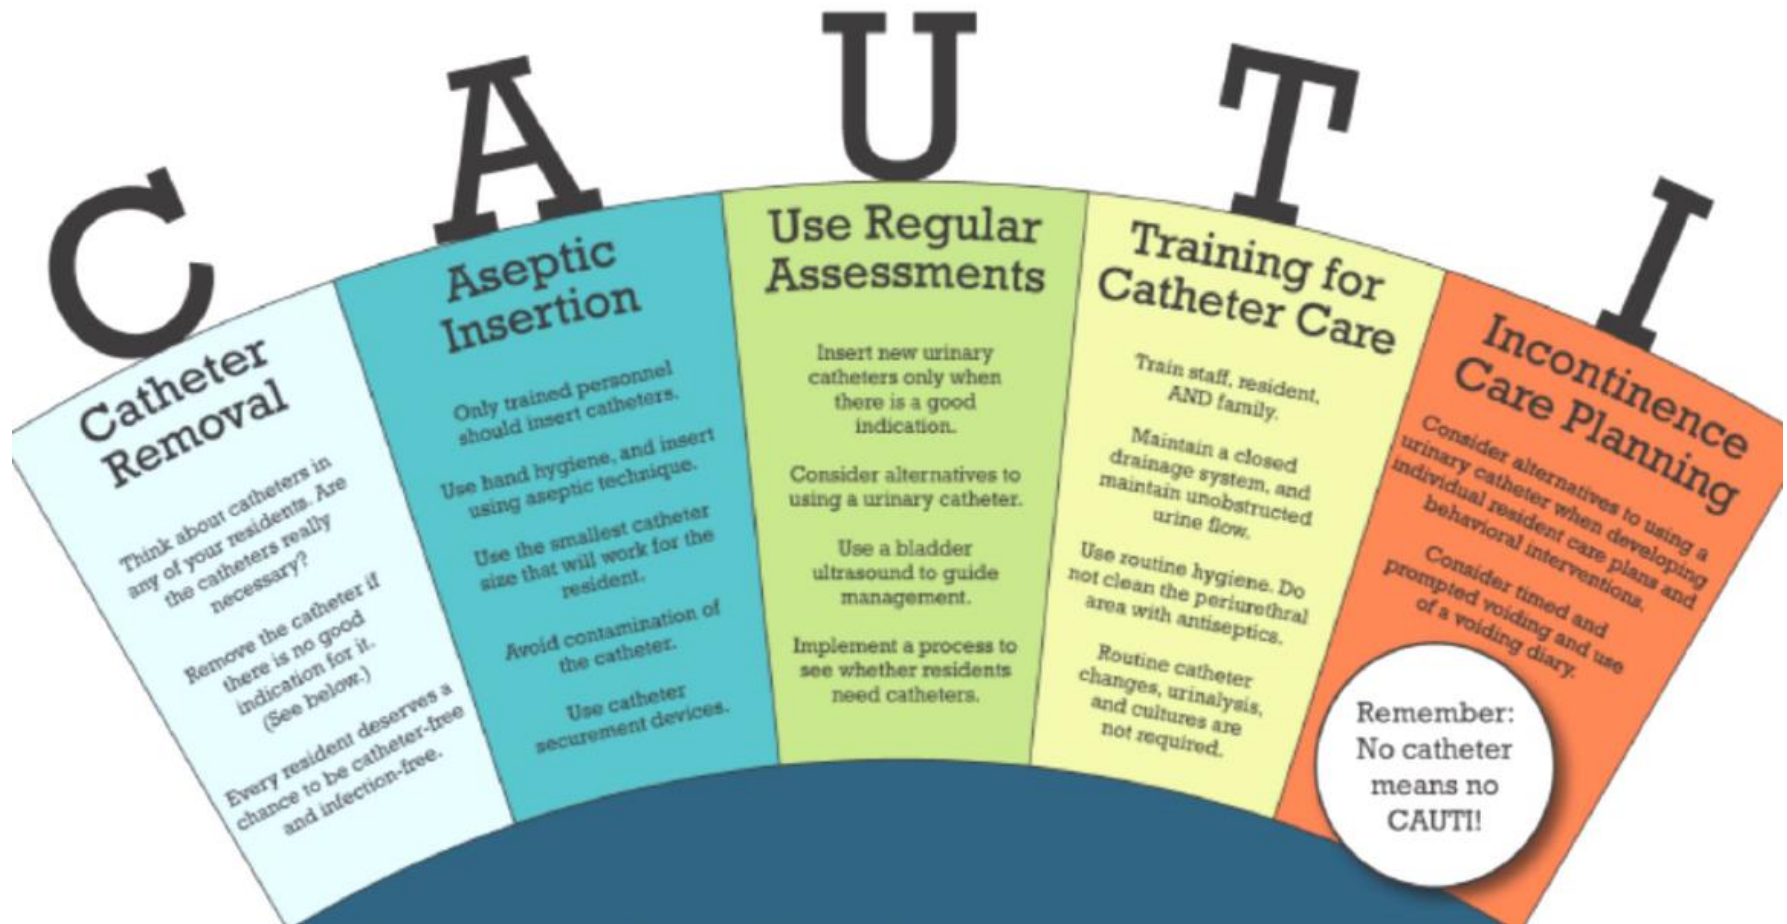 C
A
U
T
I
Catheter
Removal
Think about catheters in
any of your residents. Are
the catheters really
necessary?
Remove the catheter if
there is no good
indication for it.
(See below.)
Every resident deserves a
chance to be catheter-free
and infection-free.
Aseptic
Insertion
Only trained personnel
should insert catheters.
Use hand hygiene, and insert
using aseptic technique.
Use the smallest catheter
size that will work for the
resident.
Avoid contamination of
the catheter.
Use catheter
securement devices.
Use Regular
Assessments
Insert new urinary
catheters only when
there is a good
indication.
Consider alternatives to
using a urinary catheter.
Use a bladder
ultrasound to guide
management.
Implement a process to
see whether residents
need catheters.
Training for
Catheter Care
Train staff, resident,
AND family.
Maintain a closed
drainage system, and
maintain unobstructed
urine flow.
Use routine hygiene. Do
not clean the periurethral
area with antiseptics.
Routine catheter
changes, urinalysis,
and cultures are
not required.
Incontinence
Care Planning
Consider alternatives to using a
urinary catheter when developing
individual resident care plans and
behavioral interventions.
Consider timed and
prompted voiding and use
of a voiding diary.
Remember:
No catheter
means no
CAUTI!